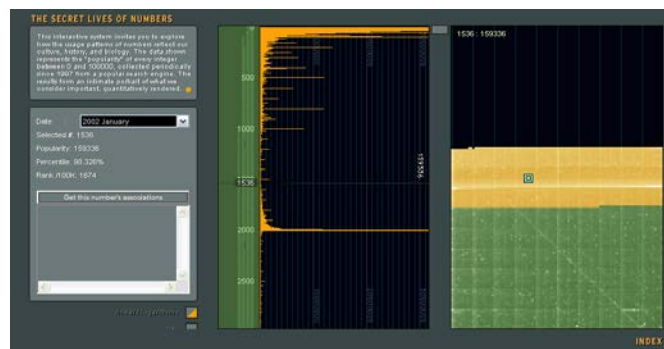 THE SECRET LIVES OF NUMBERS
This interactive system invites you to explore
how the usage patterns of numbers reflect our
culture, history, and biology. The data shown
represents the "popularity" of every integer
between 0 and 100000, collected periodically
since 1997 from a popular search engine. The
results form an intimate portrait of what we
consider important, quantitatively rendered.
Date: 2002 January
Selected #: 1536
Popularity: 159336
Percentile: 98.326%
Rank /100K: 1674
Get this number's associations
500
1000
1536
2000
2500
159336
1536 : 159336
INDEX